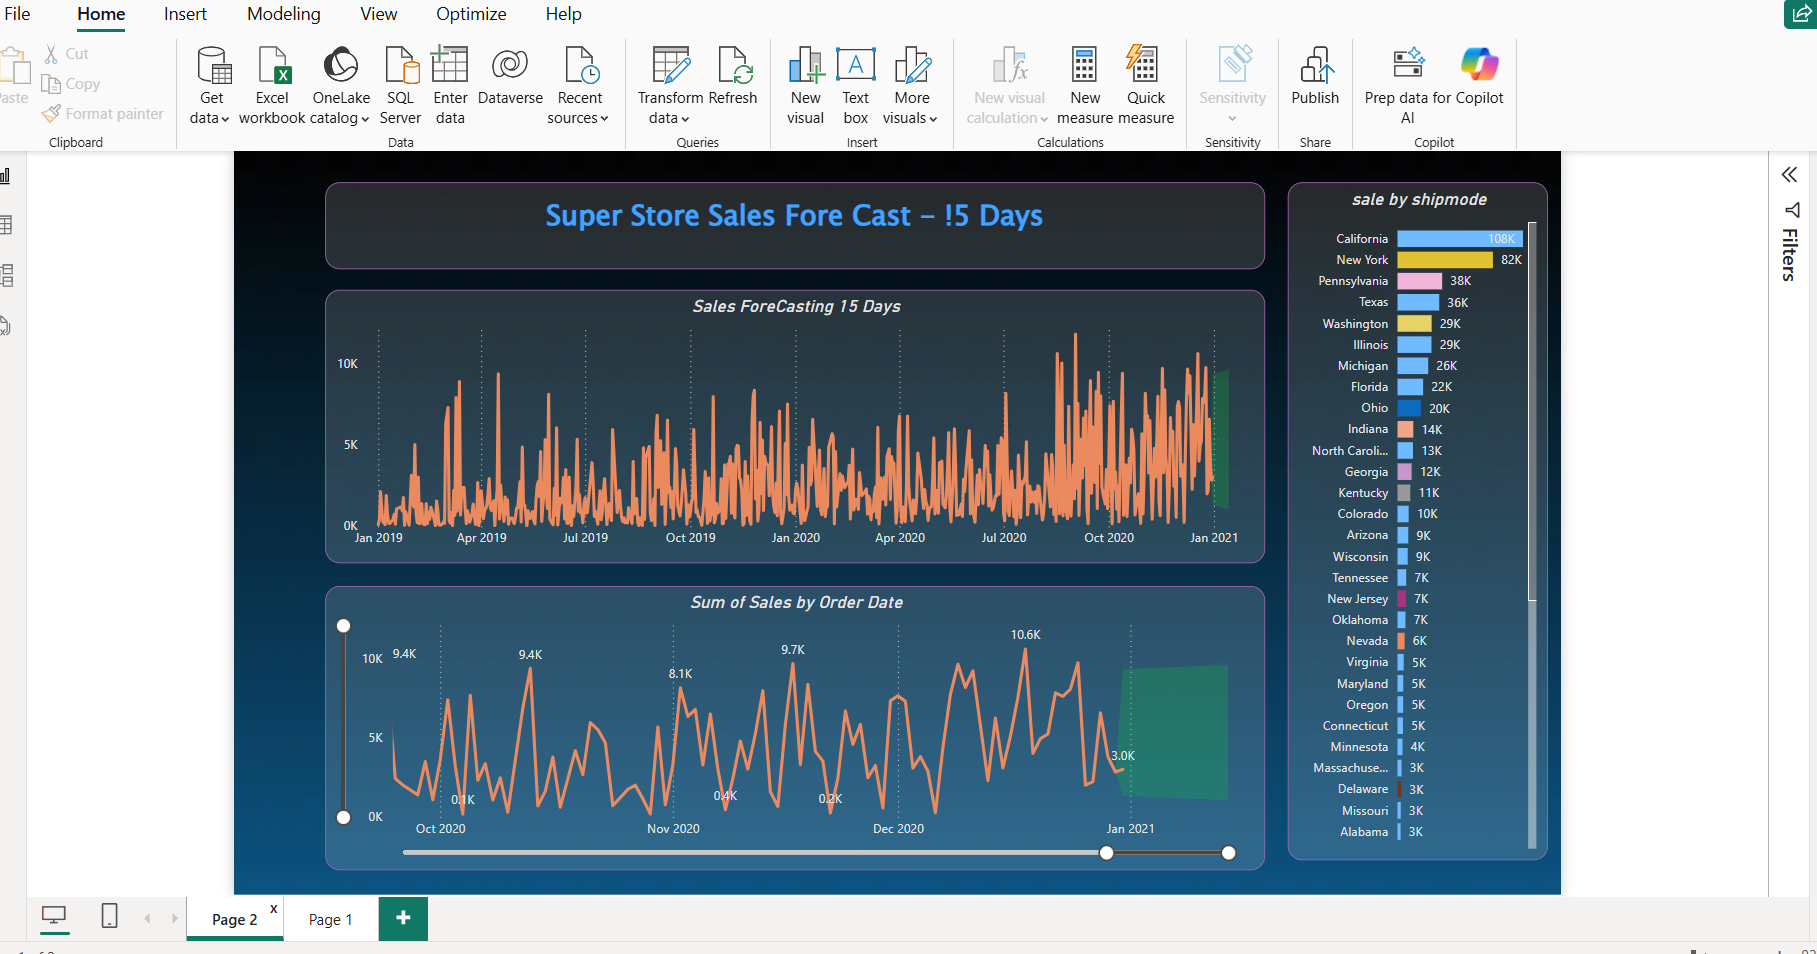 File Home Insert Modeling View Optimize Help
Cut
Copy
Format painter
Clipboard
Get data
Excel workbook
OneLake catalog
SQL Server
Enter data
Dataverse
Recent sources
Data
Transform data
Refresh
Queries
New visual
Text box
More visuals
Insert
New visual calculation
New measure
Quick measure
Calculations
Sensitivity
Sensitivity
Publish
Share
Prep data for AI
Copilot
Copilot
Super Store Sales Fore Cast – !5 Days
Sales ForeCasting 15 Days
10K
5K
0K
Jan 2019 Apr 2019 Jul 2019 Oct 2019 Jan 2020 Apr 2020 Jul 2020 Oct 2020 Jan 2021
Sum of Sales by Order Date
10K
5K
0K
9.4K
9.4K
8.1K
9.7K
10.6K
3.0K
0.1K
0.4K
0.2K
Oct 2020 Nov 2020 Dec 2020 Jan 2021
sale by shipmode
California 108K
New York 82K
Pennsylvania 38K
Texas 36K
Washington 29K
Illinois 29K
Michigan 26K
Florida 22K
Ohio 20K
Indiana 14K
North Caroli... 13K
Georgia 12K
Kentucky 11K
Colorado 10K
Arizona 9K
Wisconsin 9K
Tennessee 7K
New Jersey 7K
Oklahoma 7K
Nevada 6K
Virginia 5K
Maryland 5K
Oregon 5K
Connecticut 5K
Minnesota 4K
Massachuse... 3K
Delaware 3K
Missouri 3K
Alabama 3K
Filters
Page 2 x
Page 1